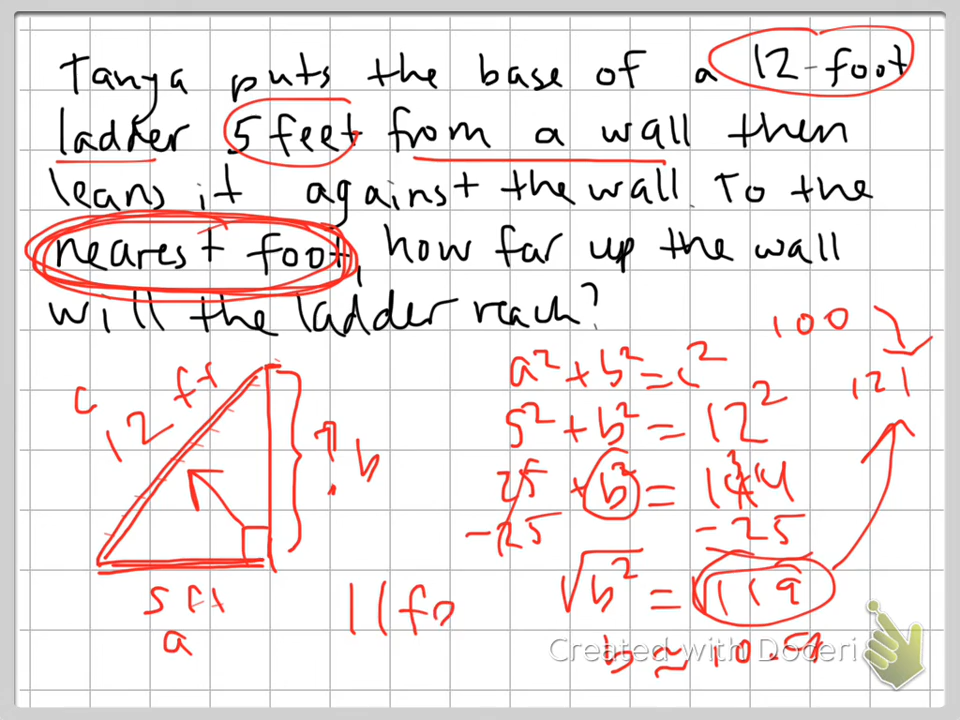 Tanya puts the base of a 12-foot
ladder 5 feet from a wall then
leans it against the wall. To the
nearest foot, how far up the wall
will the ladder reach?
100
121
a² + b² = c²
5² + b² = 12²
25 + b² = 144
-25 -25
√b² = √119
b ≈ 10.9
c
12 ft
? b
5 ft
a
11 fo
Created with Doceri